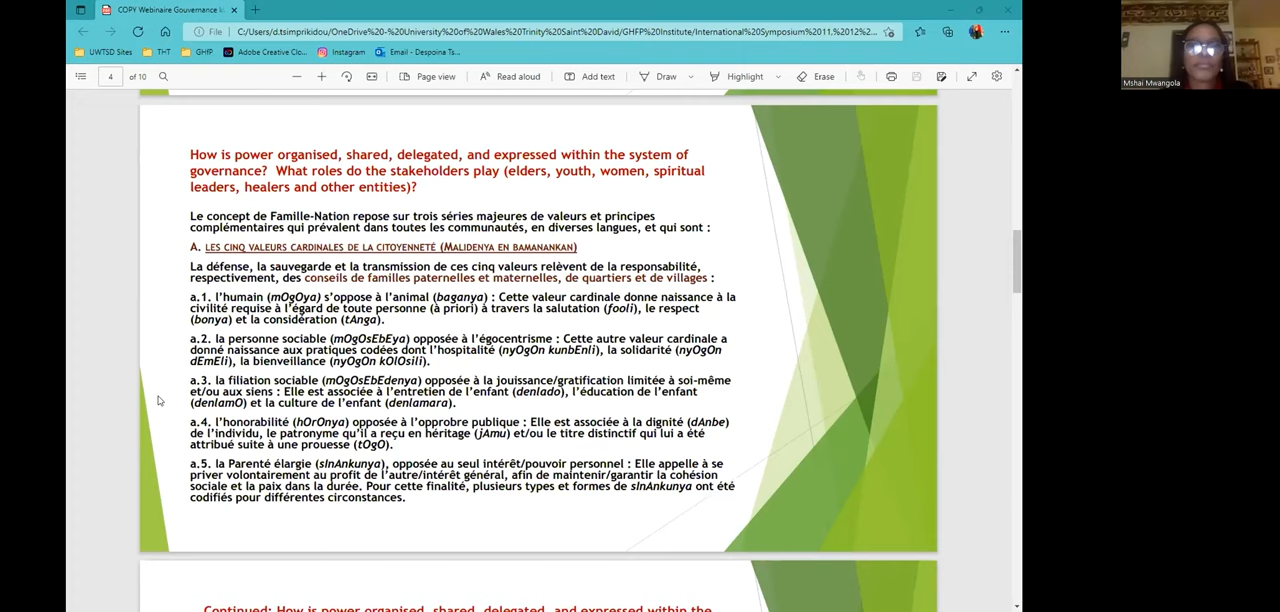 COPY Webinaire Gouvernance k
File
C:/Users/d.tsimprikidou/OneDrive%20-%20University%20of%20Wales%20Trinity%20Saint%20David/GHFP%20Institute/International%20Symposium%2011,%2012%2...
UWTSD Sites
THT
GHfP
Adobe Creative Clo...
Instagram
Email - Despoina Ts...
4 of 10
Page view
Read aloud
Add text
Draw
Highlight
Erase
How is power organised, shared, delegated, and expressed within the system of
governance? What roles do the stakeholders play (elders, youth, women, spiritual
leaders, healers and other entities)?
Le concept de Famille-Nation repose sur trois séries majeures de valeurs et principes
complémentaires qui prévalent dans toutes les communautés, en diverses langues, et qui sont :
A. LES CINQ VALEURS CARDINALES DE LA CITOYENNETÉ (MALIDENYA EN BAMANANKAN)
La défense, la sauvegarde et la transmission de ces cinq valeurs relèvent de la responsabilité,
respectivement, des conseils de familles paternelles et maternelles, de quartiers et de villages :
a.1. l'humain (mOgOya) s'oppose à l'animal (baganya) : Cette valeur cardinale donne naissance à la
civilité requise à l'égard de toute personne (à priori) à travers la salutation (fooli), le respect
(bonya) et la considération (tAnga).
a.2. la personne sociable (mOgOsEbEya) opposée à l'égocentrisme : Cette autre valeur cardinale a
donné naissance aux pratiques codées dont l'hospitalité (nyOgOn kunbEnli), la solidarité (nyOgOn
dEmEli), la bienveillance (nyOgOn kOlOsili).
a.3. la filiation sociable (mOgOsEbEdenya) opposée à la jouissance/gratification limitée à soi-même
et/ou aux siens : Elle est associée à l'entretien de l'enfant (denlado), l'éducation de l'enfant
(denlamO) et la culture de l'enfant (denlamara).
a.4. l'honorabilité (hOrOnya) opposée à l'opprobre publique : Elle est associée à la dignité (dAnbe)
de l'individu, le patronyme qu'il a reçu en héritage (jAmu) et/ou le titre distinctif qui lui a été
attribué suite à une prouesse (tOgO).
a.5. la Parenté élargie (sInAnkunya), opposée au seul intérêt/pouvoir personnel : Elle appelle à se
priver volontairement au profit de l'autre/intérêt général, afin de maintenir/garantir la cohésion
sociale et la paix dans la durée. Pour cette finalité, plusieurs types et formes de sInAnkunya ont été
codifiés pour différentes circonstances.
Continued: How is power organised, shared, delegated, and expressed within the
Mshai Mwangola